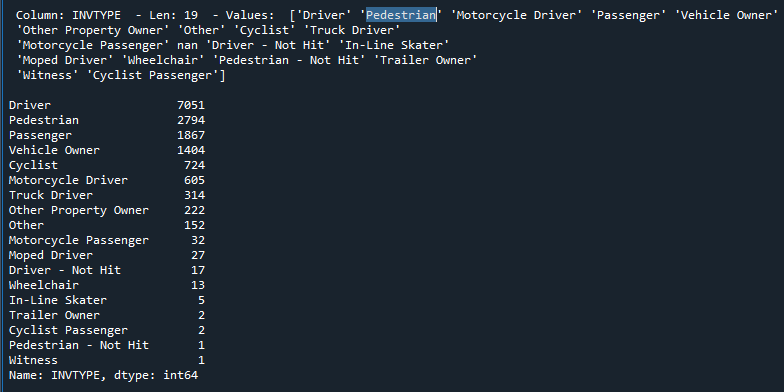 Column: INVTYPE  - Len: 19  - Values:  ['Driver' 'Pedestrian' 'Motorcycle Driver' 'Passenger' 'Vehicle Owner'
'Other Property Owner' 'Other' 'Cyclist' 'Truck Driver'
'Motorcycle Passenger' nan 'Driver - Not Hit' 'In-Line Skater'
'Moped Driver' 'Wheelchair' 'Pedestrian - Not Hit' 'Trailer Owner'
'Witness' 'Cyclist Passenger']
Driver 7051
Pedestrian 2794
Passenger 1867
Vehicle Owner 1404
Cyclist 724
Motorcycle Driver 605
Truck Driver 314
Other Property Owner 222
Other 152
Motorcycle Passenger 32
Moped Driver 27
Driver - Not Hit 17
Wheelchair 13
In-Line Skater 5
Trailer Owner 2
Cyclist Passenger 2
Pedestrian - Not Hit 1
Witness 1
Name: INVTYPE, dtype: int64